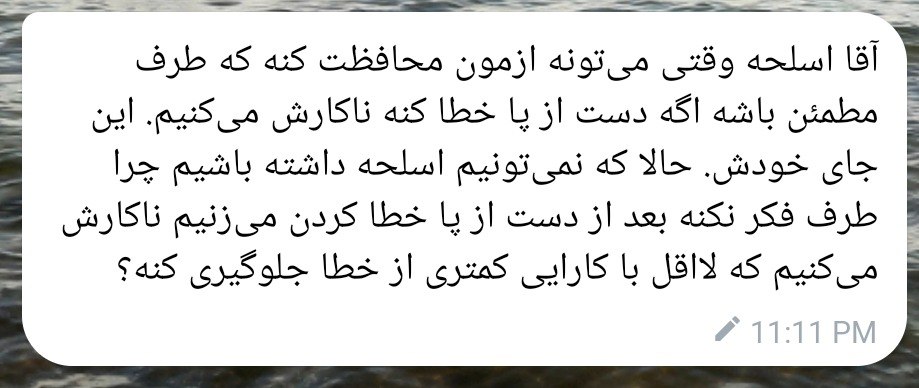 آقا اسلحه وقتی می‌تونه ازمون محافظت کنه که طرف
مطمئن باشه اگه دست از پا خطا کنه ناکارش می‌کنیم. این
جای خودش. حالا که نمی‌تونیم اسلحه داشته باشیم چرا
طرف فکر نکنه بعد از دست از پا خطا کردن می‌زنیم ناکارش
می‌کنیم که لااقل با کارایی کمتری از خطا جلوگیری کنه؟
11:11 PM